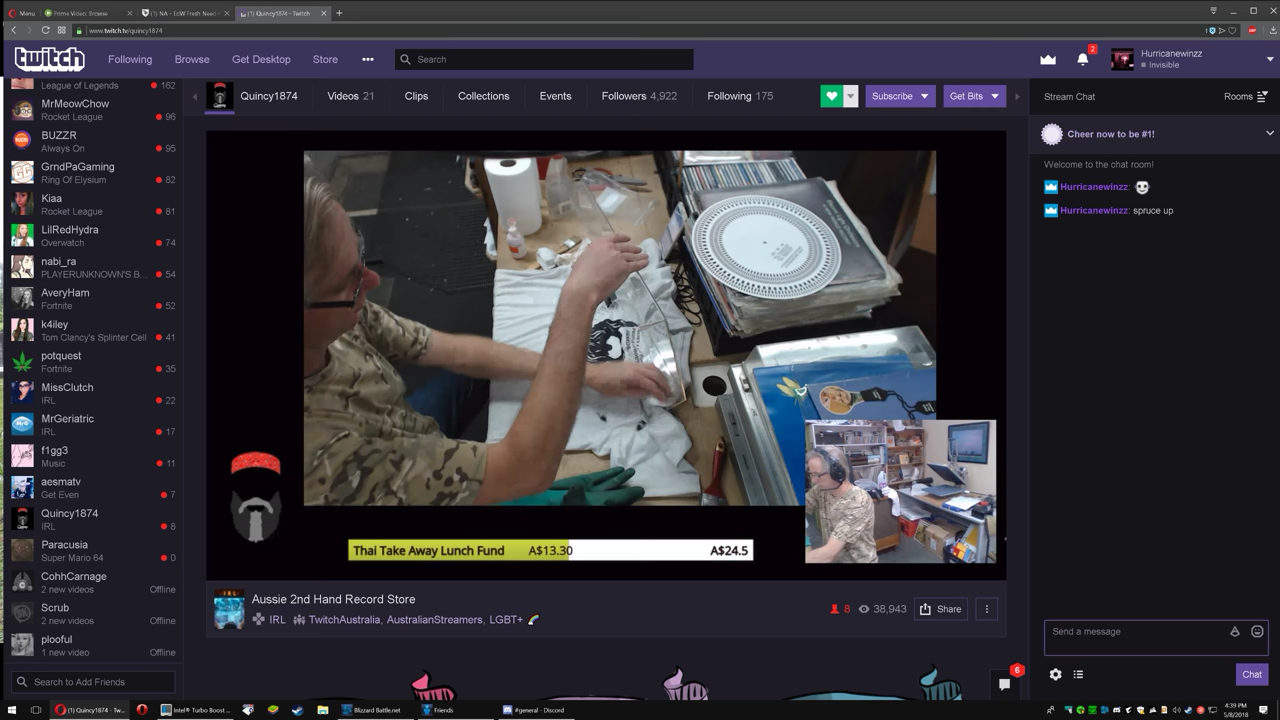 Menu
Prime Video: Browse
(1) NA - EcW Fresh Need
(1) Quincy1874 - Twitch
www.twitch.tv/quincy1874
twitch
Following
Browse
Get Desktop
Store
Search
2
Hurricanewinzz
Invisible
League of Legends 162
MrMeowChow
Rocket League 96
BUZZR
Always On 95
GrndPaGaming
Ring Of Elysium 82
Kiaa
Rocket League 81
LilRedHydra
Overwatch 74
nabi_ra
PLAYERUNKNOWN'S B... 54
AveryHam
Fortnite 52
k4iley
Tom Clancy's Splinter Cell 41
potquest
Fortnite 35
MissClutch
IRL 22
MrGeriatric
IRL 17
f1gg3
Music 11
aesmatv
Get Even 7
Quincy1874
IRL 8
Paracusia
Super Mario 64 0
CohhCarnage
2 new videos Offline
Scrub
2 new videos Offline
plooful
1 new video Offline
Search to Add Friends
Quincy1874
Videos 21
Clips
Collections
Events
Followers 4,922
Following 175
Subscribe
Get Bits
Thai Take Away Lunch Fund A$13.30 A$24.5
IRL
Aussie 2nd Hand Record Store
IRL TwitchAustralia, AustralianStreamers, LGBT+
8 38,943 Share
6
Stream Chat
Rooms
Cheer now to be #1!
Welcome to the chat room!
Hurricanewinzz:
Hurricanewinzz: spruce up
Send a message
Chat
(1) Quincy1874 - Tw...
Intel® Turbo Boost...
Blizzard Battle.net
Friends
#general - Discord
4:39 PM
5/8/2018